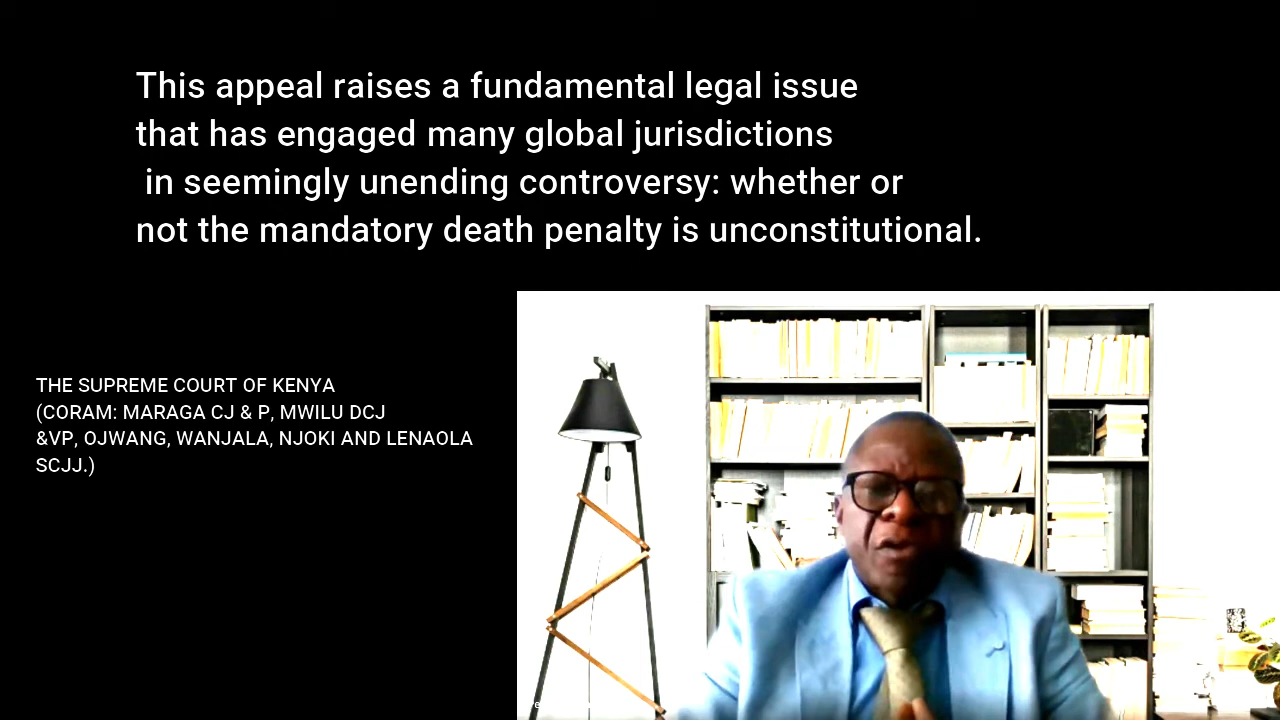 This appeal raises a fundamental legal issue
that has engaged many global jurisdictions
in seemingly unending controversy: whether or
not the mandatory death penalty is unconstitutional.
THE SUPREME COURT OF KENYA
(CORAM: MARAGA CJ & P, MWILU DCJ
&VP, OJWANG, WANJALA, NJOKI AND LENAOLA
SCJJ.)